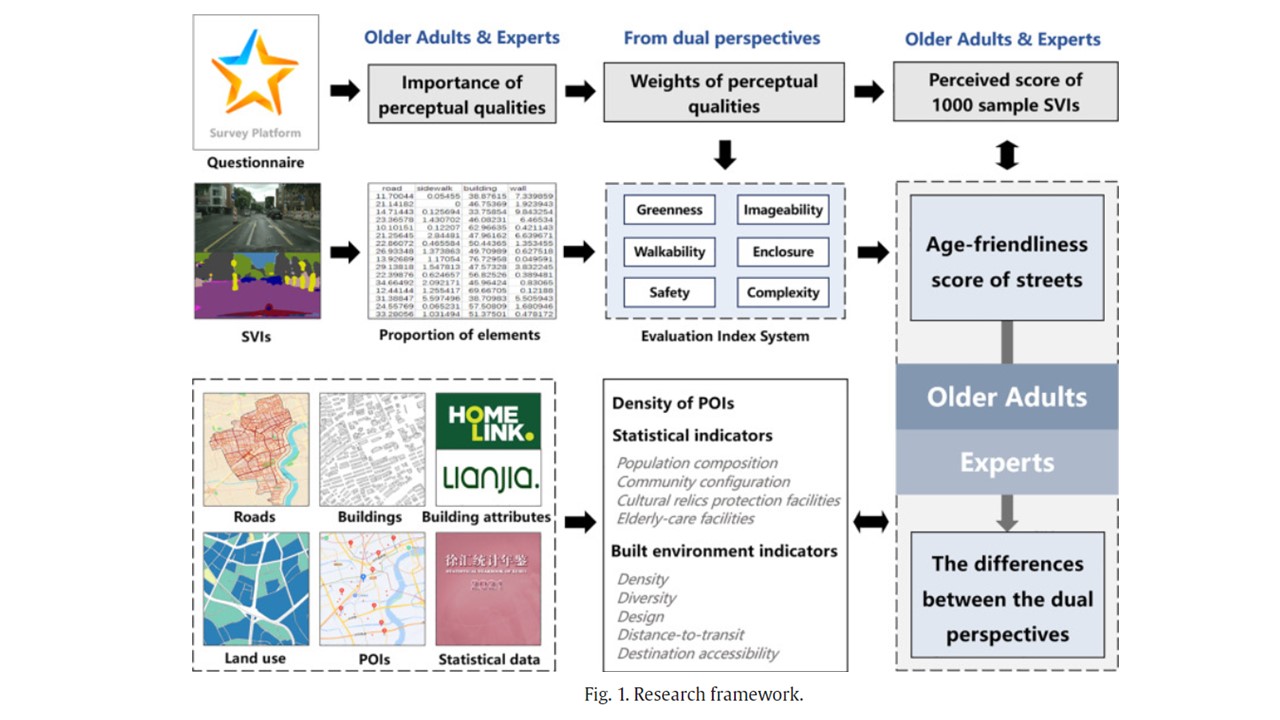 Older Adults & Experts
From dual perspectives
Older Adults & Experts
Survey Platform
Questionnaire
Importance of
perceptual qualities
Weights of perceptual
qualities
Perceived score of
1000 sample SVIs
SVIs
road sidewalk building wall
11.70044 0.05455 38.87615 7.339859
21.14182 0 46.75369 1.923943
14.71443 0.125694 33.75854 9.843254
23.36578 1.430702 46.08231 6.46534
10.10151 0.12207 62.96635 0.421143
21.25645 2.84481 47.96162 6.639671
22.86072 0.465584 50.44365 1.353455
26.93348 1.373863 49.70989 0.627518
13.92689 1.17054 76.72958 0.049591
29.13818 1.547813 47.57328 3.832245
22.39876 0.624657 56.82526 0.389481
34.66492 2.092171 45.96424 0.83065
12.44144 1.255417 69.66705 0.12188
31.38847 5.597496 38.70983 5.505943
24.55769 0.065231 57.50809 1.680946
33.28056 1.031494 51.37501 0.478172
Proportion of elements
Greenness
Imageability
Walkability
Enclosure
Safety
Complexity
Evaluation Index System
Age-friendliness
score of streets
Older Adults
Experts
The differences
between the dual
perspectives
HOME
LINK.
LIANJIA.
Roads
Buildings
Building attributes
徐汇统计年鉴
2021
Land use
POIs
Statistical data
Density of POIs
Statistical indicators
Population composition
Community configuration
Cultural relics protection facilities
Elderly-care facilities
Built environment indicators
Density
Diversity
Design
Distance-to-transit
Destination accessibility
Fig. 1. Research framework.